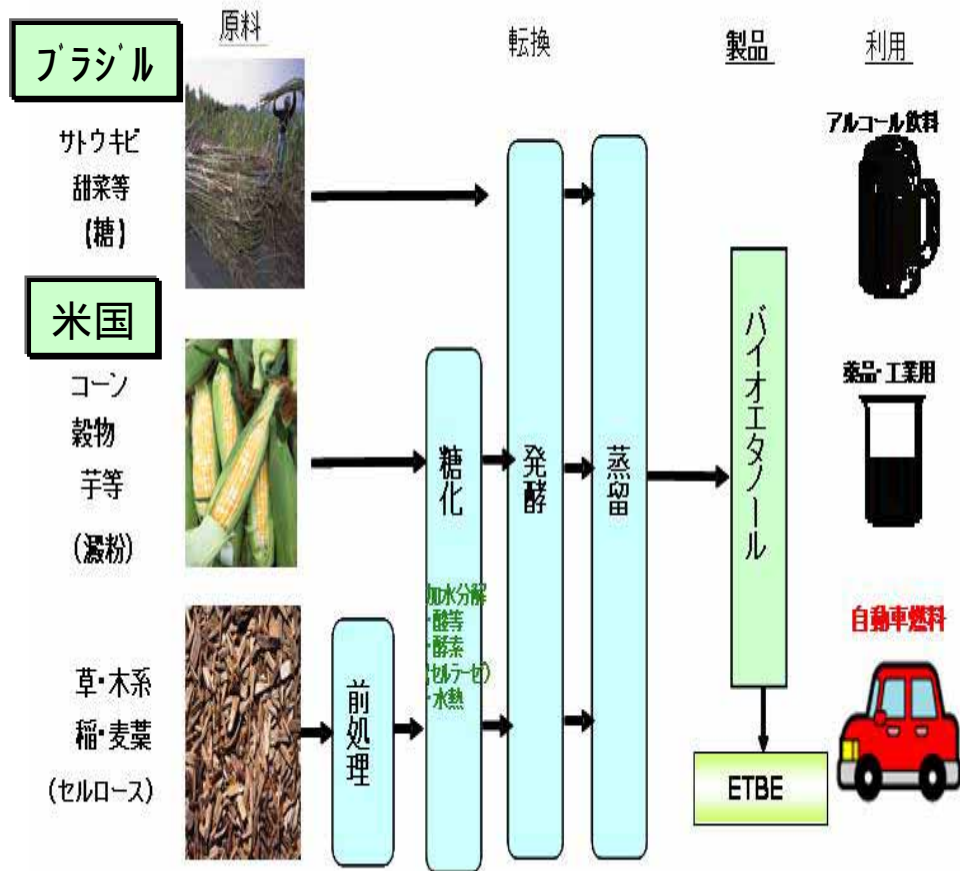 原料
転換
製品
利用
ブラジル
サトウキビ
甜菜等
(糖)
米国
コーン
穀物
芋等
(澱粉)
草・木系
稲・麦葉
(セルロース)
前処理
糖化
加水分解
・酸等
・酵素
(セルラーゼ)
・水熱
発酵
蒸留
バイオエタノール
ETBE
アルコール飲料
薬品・工業用
自動車燃料